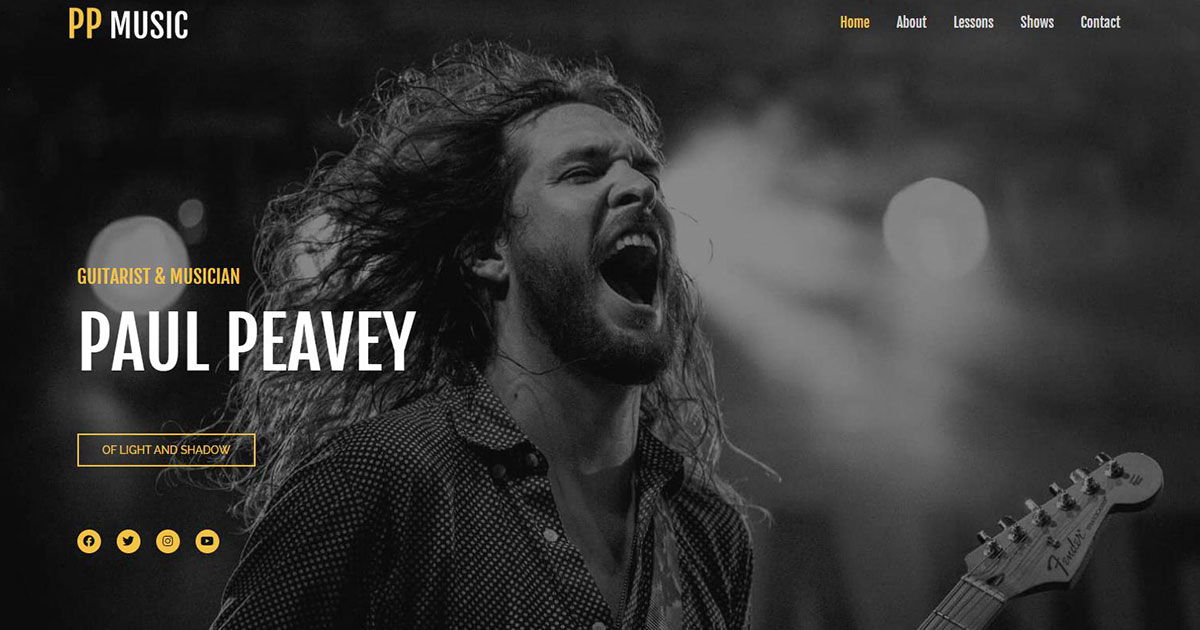 PP MUSIC
Home About Lessons Shows Contact
GUITARIST & MUSICIAN
PAUL PEAVEY
OF LIGHT AND SHADOW
Fender